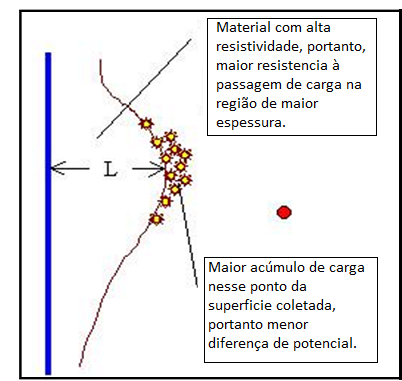 Material com alta
resistividade, portanto,
maior resistencia à
passagem de carga na
região de maior
espessura.
L
Maior acúmulo de carga
nesse ponto da
superficie coletada,
portanto menor
diferença de potencial.